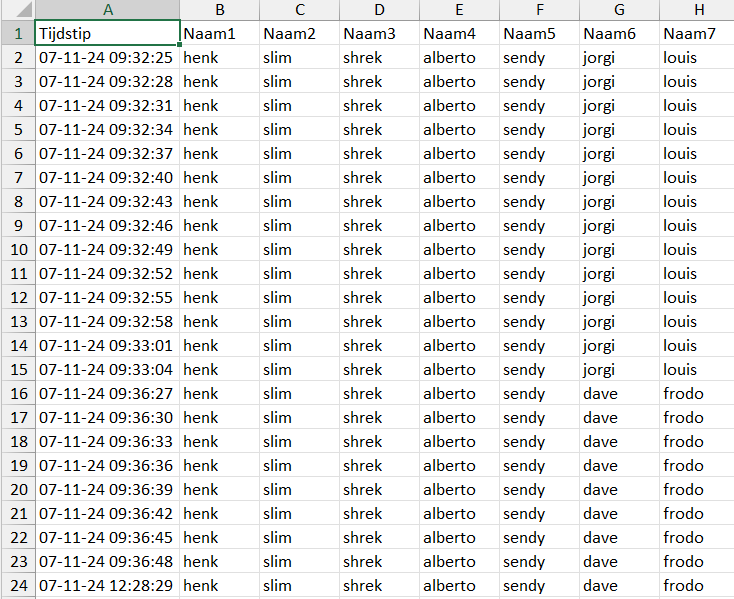 A B C D E F G H
1 Tijdstip Naam1 Naam2 Naam3 Naam4 Naam5 Naam6 Naam7
2 07-11-24 09:32:25 henk slim shrek alberto sendy jorgi louis
3 07-11-24 09:32:28 henk slim shrek alberto sendy jorgi louis
4 07-11-24 09:32:31 henk slim shrek alberto sendy jorgi louis
5 07-11-24 09:32:34 henk slim shrek alberto sendy jorgi louis
6 07-11-24 09:32:37 henk slim shrek alberto sendy jorgi louis
7 07-11-24 09:32:40 henk slim shrek alberto sendy jorgi louis
8 07-11-24 09:32:43 henk slim shrek alberto sendy jorgi louis
9 07-11-24 09:32:46 henk slim shrek alberto sendy jorgi louis
10 07-11-24 09:32:49 henk slim shrek alberto sendy jorgi louis
11 07-11-24 09:32:52 henk slim shrek alberto sendy jorgi louis
12 07-11-24 09:32:55 henk slim shrek alberto sendy jorgi louis
13 07-11-24 09:32:58 henk slim shrek alberto sendy jorgi louis
14 07-11-24 09:33:01 henk slim shrek alberto sendy jorgi louis
15 07-11-24 09:33:04 henk slim shrek alberto sendy jorgi louis
16 07-11-24 09:36:27 henk slim shrek alberto sendy dave frodo
17 07-11-24 09:36:30 henk slim shrek alberto sendy dave frodo
18 07-11-24 09:36:33 henk slim shrek alberto sendy dave frodo
19 07-11-24 09:36:36 henk slim shrek alberto sendy dave frodo
20 07-11-24 09:36:39 henk slim shrek alberto sendy dave frodo
21 07-11-24 09:36:42 henk slim shrek alberto sendy dave frodo
22 07-11-24 09:36:45 henk slim shrek alberto sendy dave frodo
23 07-11-24 09:36:48 henk slim shrek alberto sendy dave frodo
24 07-11-24 12:28:29 henk slim shrek alberto sendy dave frodo